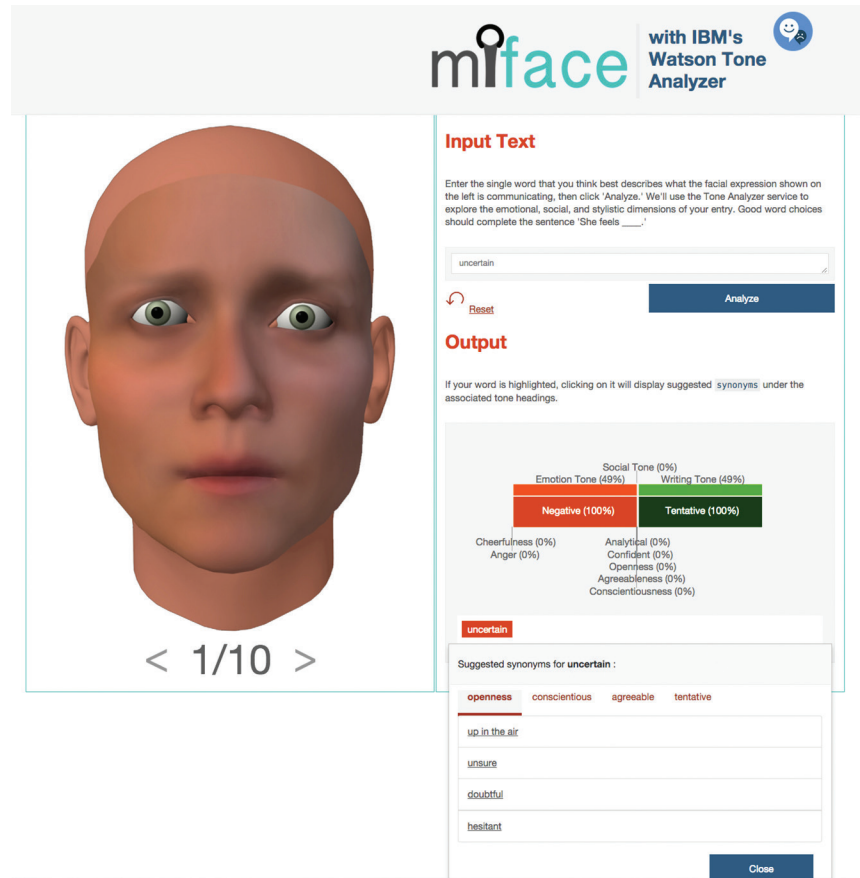 miface
with IBM's
Watson Tone
Analyzer
Input Text
Enter the single word that you think best describes what the facial expression shown on
the left is communicating, then click 'Analyze.' We'll use the Tone Analyzer service to
explore the emotional, social, and stylistic dimensions of your entry. Good word choices
should complete the sentence 'She feels ____.'
uncertain
Reset
Analyze
Output
If your word is highlighted, clicking on it will display suggested synonyms under the
associated tone headings.
Social Tone (0%)
Emotion Tone (49%) Writing Tone (49%)
Negative (100%) Tentative (100%)
Cheerfulness (0%) Analytical (0%)
Anger (0%) Confident (0%)
Openness (0%)
Agreeableness (0%)
Conscientiousness (0%)
uncertain
< 1/10 >
Suggested synonyms for uncertain :
openness conscientious agreeable tentative
up in the air
unsure
doubtful
hesitant
Close